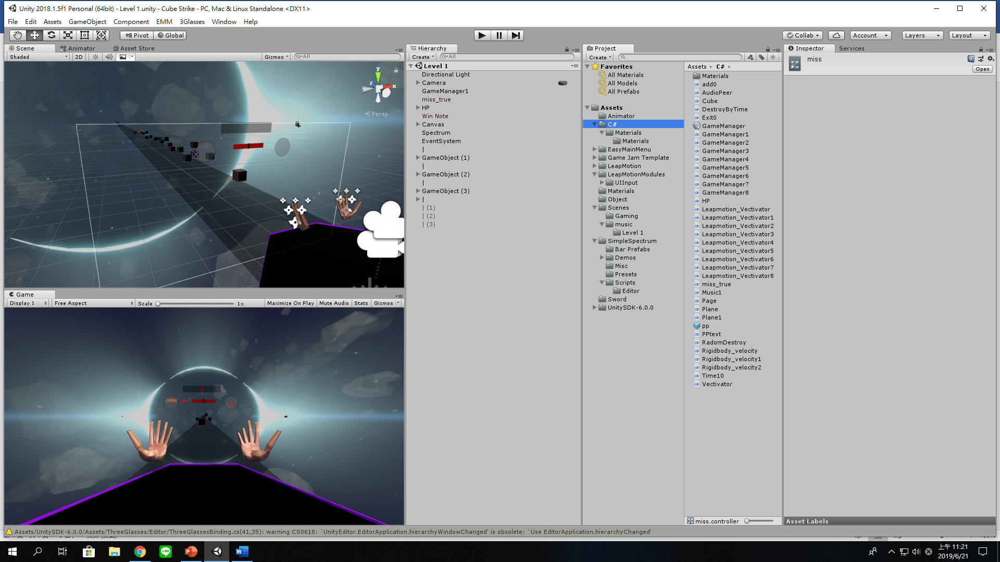 Unity 2018.1.5f1 Personal (64bit) - Level 1.unity - Cube Strike - PC, Mac & Linux Standalone <DX11>
File Edit Assets GameObject Component EMM 3Glasses Window Help
Pivot Global Collab Account Layers Layout
Scene Animator Asset Store
Shaded 2D Gizmos All
y
z x
Persp
Game
Display 1 Free Aspect Scale 1x Maximize On Play Mute Audio Stats Gizmos
COMBO
Hierarchy
Create All
Level 1
Directional Light
Camera
GameManager1
miss_true
HP
Win Note
Canvas
Spectrum
EventSystem
|
GameObject (1)
|
GameObject (2)
|
GameObject (3)
|
| (1)
| (2)
| (3)
Project
Create
Favorites
All Materials
All Models
All Prefabs
Assets
Animator
C#
Materials
Materials
EasyMainMenu
Game Jam Template
LeapMotion
LeapMotionModules
UIInput
Materials
Object
Scenes
Gaming
music
Level 1
SimpleSpectrum
Bar Prefabs
Demos
Misc
Presets
Scripts
Editor
Sword
UnitySDK-6.0.0
Assets C#
Materials
add0
AudioPeer
Cube
DestroyByTime
Exit0
GameManager
GameManager1
GameManager2
GameManager3
GameManager4
GameManager5
GameManager6
GameManager7
GameManager8
HP
Leapmotion_Vectivator
Leapmotion_Vectivator1
Leapmotion_Vectivator2
Leapmotion_Vectivator3
Leapmotion_Vectivator4
Leapmotion_Vectivator5
Leapmotion_Vectivator6
Leapmotion_Vectivator7
Leapmotion_Vectivator8
miss_true
Music1
Page
Plane
Plane1
pp
PPtext
RadomDestroy
Rigidbody_velocity
Rigidbody_velocity1
Rigidbody_velocity2
Time10
Vectivator
miss.controller
Inspector Services
miss
Open
Asset Labels
Assets/UnitySDK-6.0.0/Assets/ThreeGlasses/Editor/ThreeGlassesBinding.cs(41,35): warning CS0618: `UnityEditor.EditorApplication.hierarchyWindowChanged' is obsolete: `Use EditorApplication.hierarchyChanged'
上午 11:21
2019/6/21